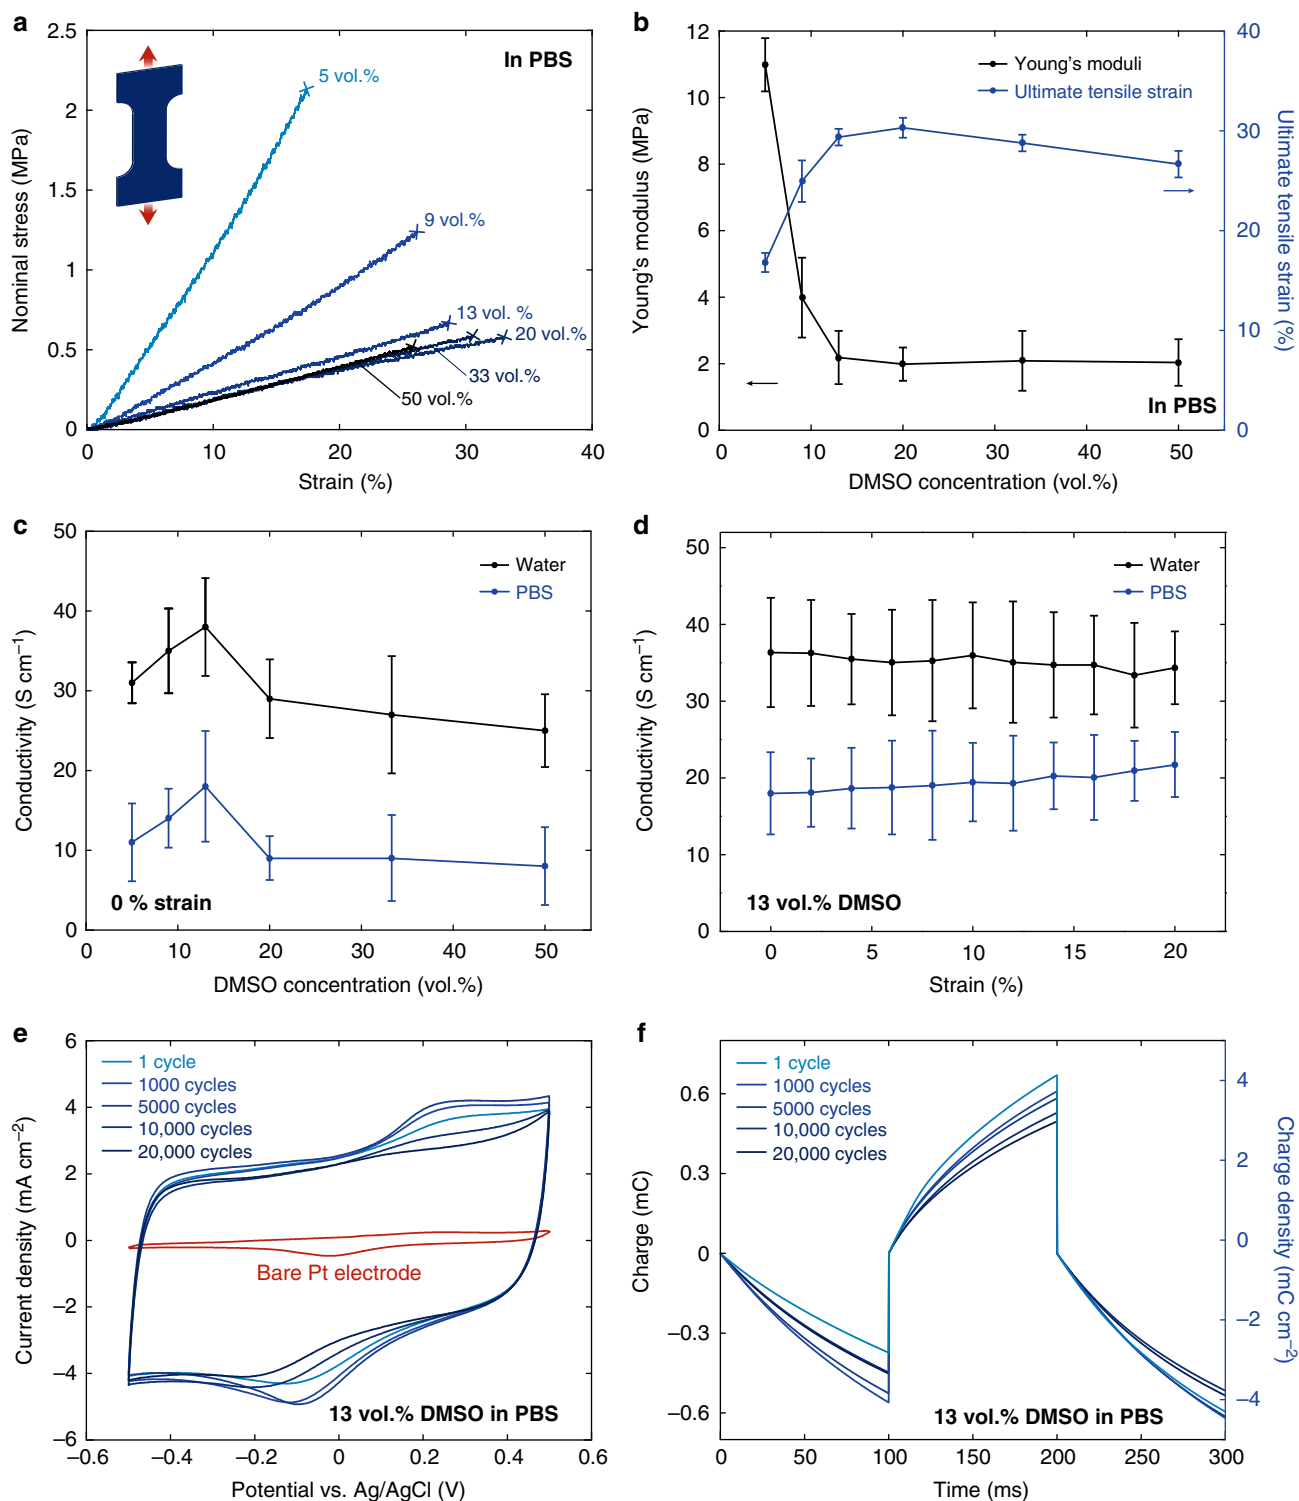 a
2.5
2
1.5
1
0.5
0
Nominal stress (MPa)
In PBS
5 vol.%
9 vol.%
13 vol. %
20 vol.%
33 vol.%
50 vol.%
0 10 20 30 40
Strain (%)
b
12
10
8
6
4
2
0
Young's modulus (MPa)
Young's moduli
Ultimate tensile strain
40
30
20
10
0
Ultimate tensile strain (%)
In PBS
0 10 20 30 40 50
DMSO concentration (vol.%)
c
50
40
30
20
10
0
Conductivity (S cm⁻¹)
Water
PBS
0 % strain
0 10 20 30 40 50
DMSO concentration (vol.%)
d
50
40
30
20
10
0
Conductivity (S cm⁻¹)
Water
PBS
13 vol.% DMSO
0 5 10 15 20
Strain (%)
e
6
4
2
0
−2
−4
−6
Current density (mA cm⁻²)
1 cycle
1000 cycles
5000 cycles
10,000 cycles
20,000 cycles
Bare Pt electrode
13 vol.% DMSO in PBS
−0.6 −0.4 −0.2 0 0.2 0.4 0.6
Potential vs. Ag/AgCl (V)
f
0.6
0.3
0
−0.3
−0.6
Charge (mC)
1 cycle
1000 cycles
5000 cycles
10,000 cycles
20,000 cycles
4
2
0
−2
−4
Charge density (mC cm⁻²)
13 vol.% DMSO in PBS
0 50 100 150 200 250 300
Time (ms)